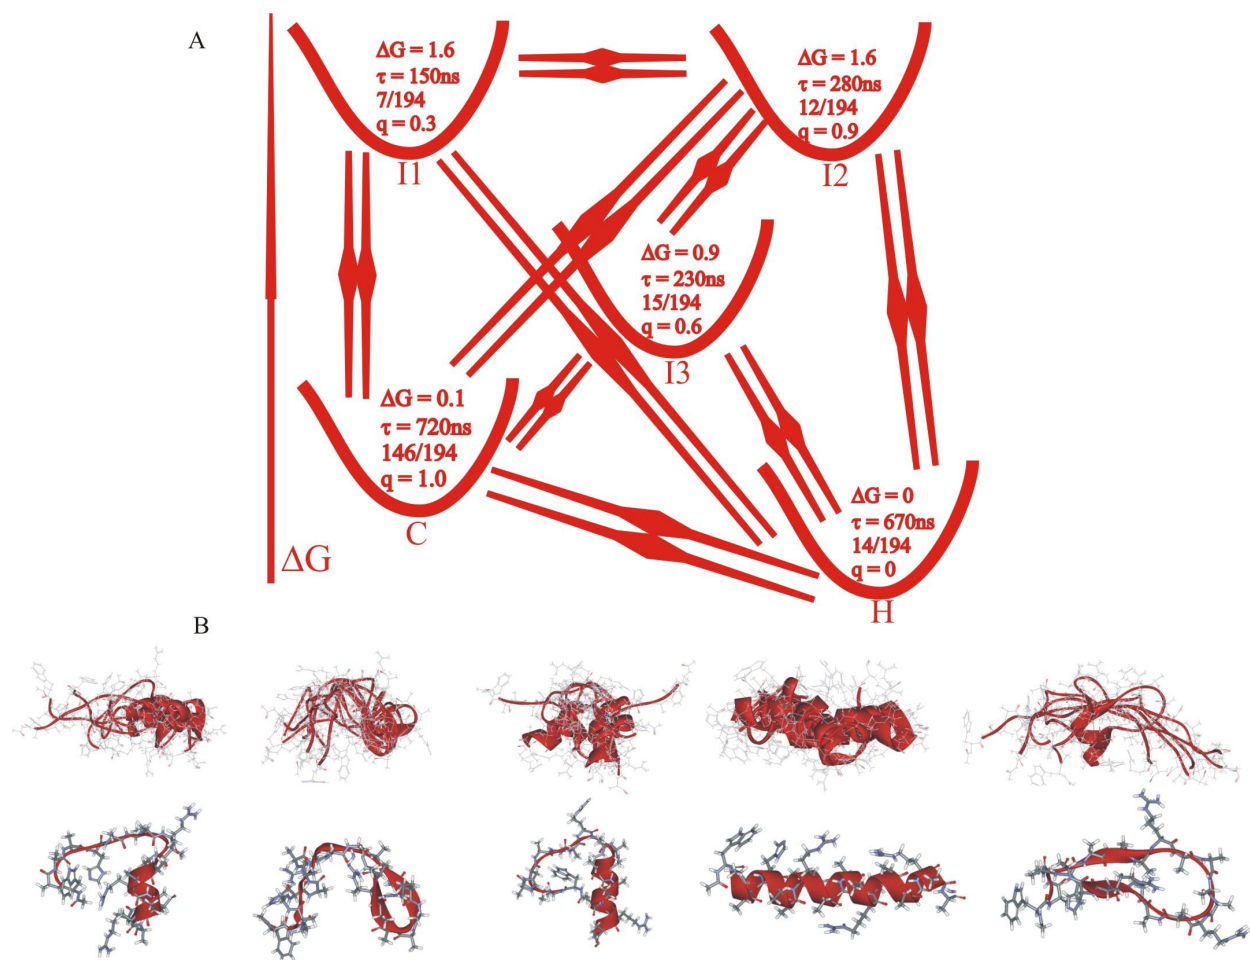 A
ΔG = 1.6
τ = 150ns
7/194
q = 0.3
I1
ΔG = 1.6
τ = 280ns
12/194
q = 0.9
I2
ΔG = 0.9
τ = 230ns
15/194
q = 0.6
I3
ΔG = 0.1
τ = 720ns
146/194
q = 1.0
C
ΔG = 0
τ = 670ns
14/194
q = 0
H
ΔG
B